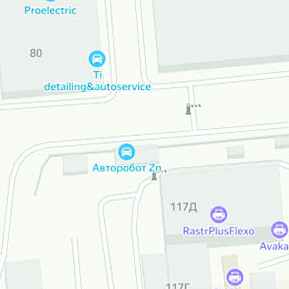 Proelectric
80
Ti
detailing&autoservice
Авторобот Zn...
117Д
RastrPlusFlexo
Avaka
117Г